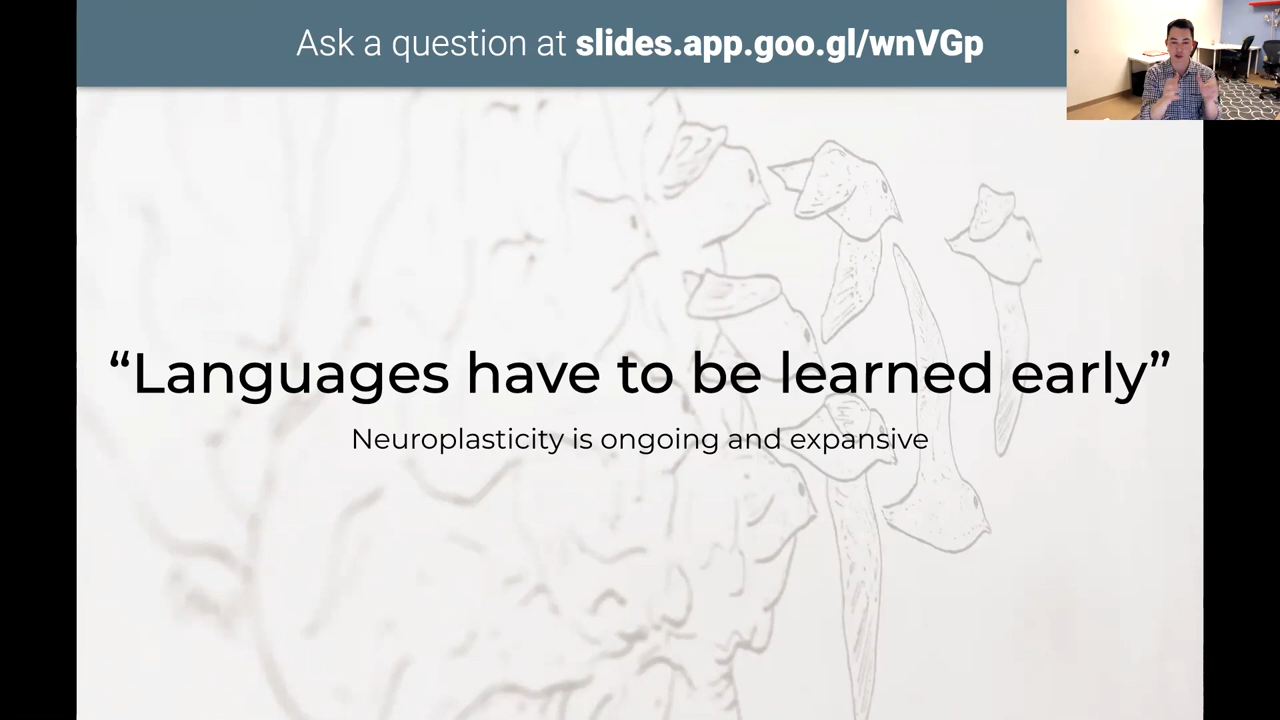 Ask a question at slides.app.goo.gl/wnVGp
“Languages have to be learned early”
Neuroplasticity is ongoing and expansive